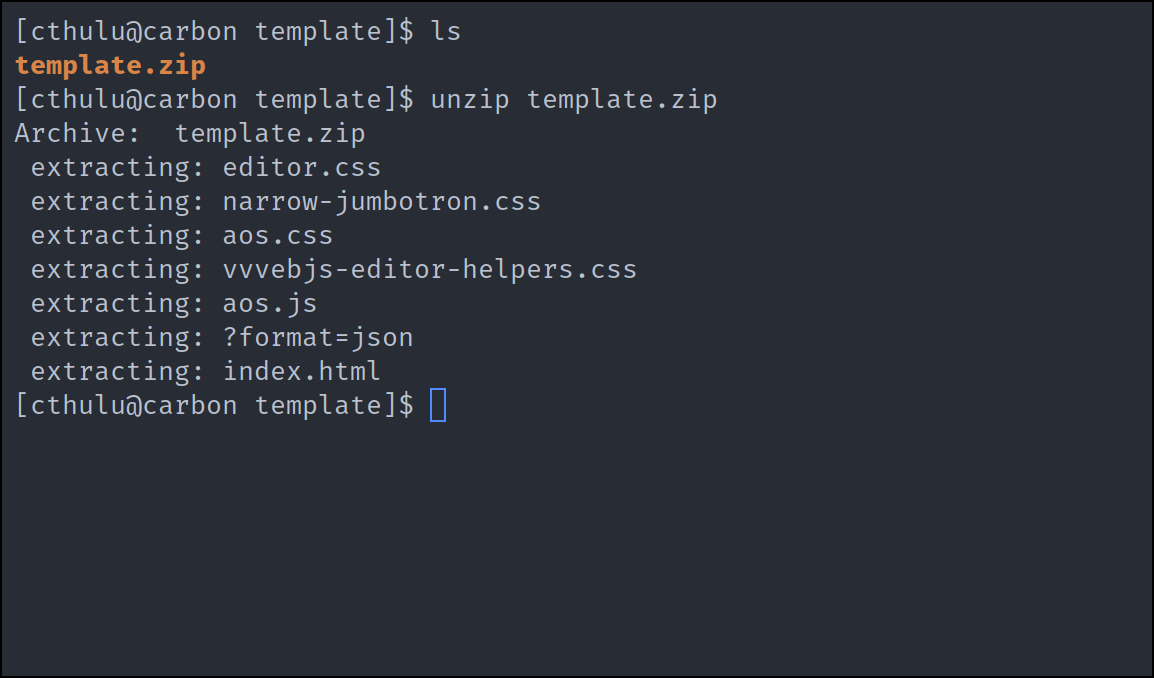 [cthulu@carbon template]$ ls
template.zip
[cthulu@carbon template]$ unzip template.zip
Archive:  template.zip
 extracting: editor.css
 extracting: narrow-jumbotron.css
 extracting: aos.css
 extracting: vvvebjs-editor-helpers.css
 extracting: aos.js
 extracting: ?format=json
 extracting: index.html
[cthulu@carbon template]$